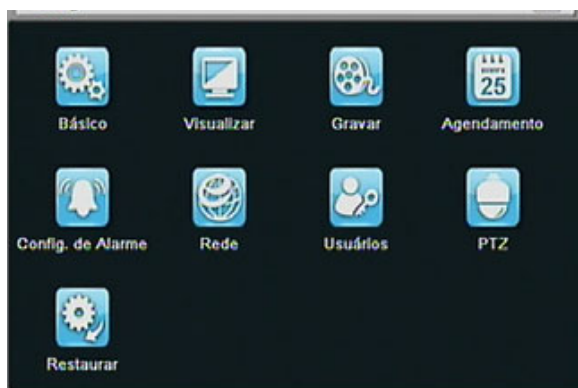 Básico
Visualizar
Gravar
25
Agendamento
Config. de Alarme
Rede
Usuários
PTZ
Restaurar